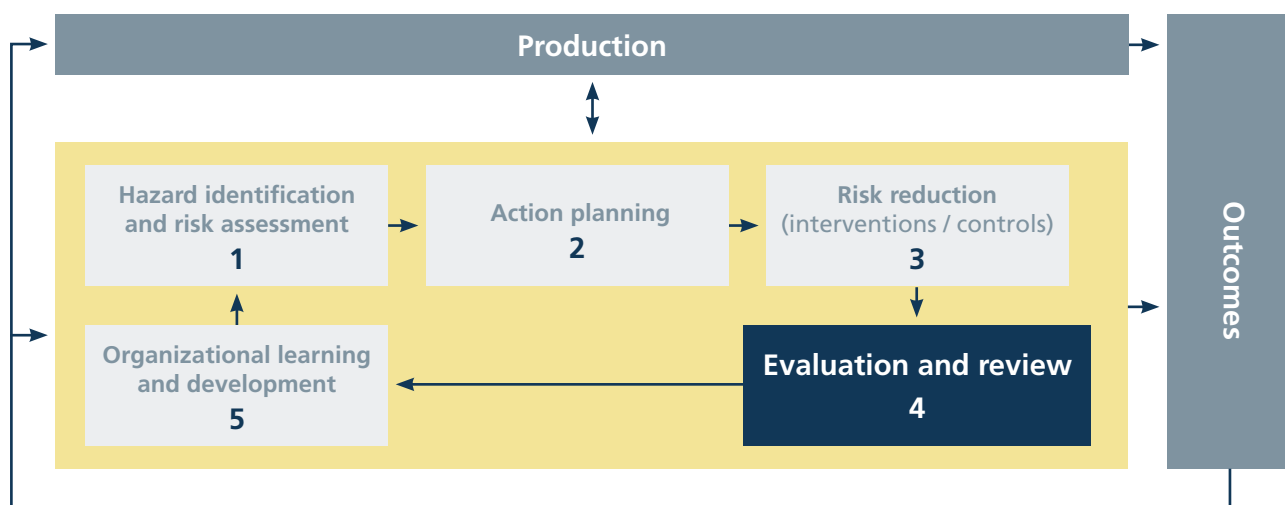 Production
Hazard identification
and risk assessment
1
Action planning
2
Risk reduction
(interventions / controls)
3
Organizational learning
and development
5
Evaluation and review
4
Outcomes